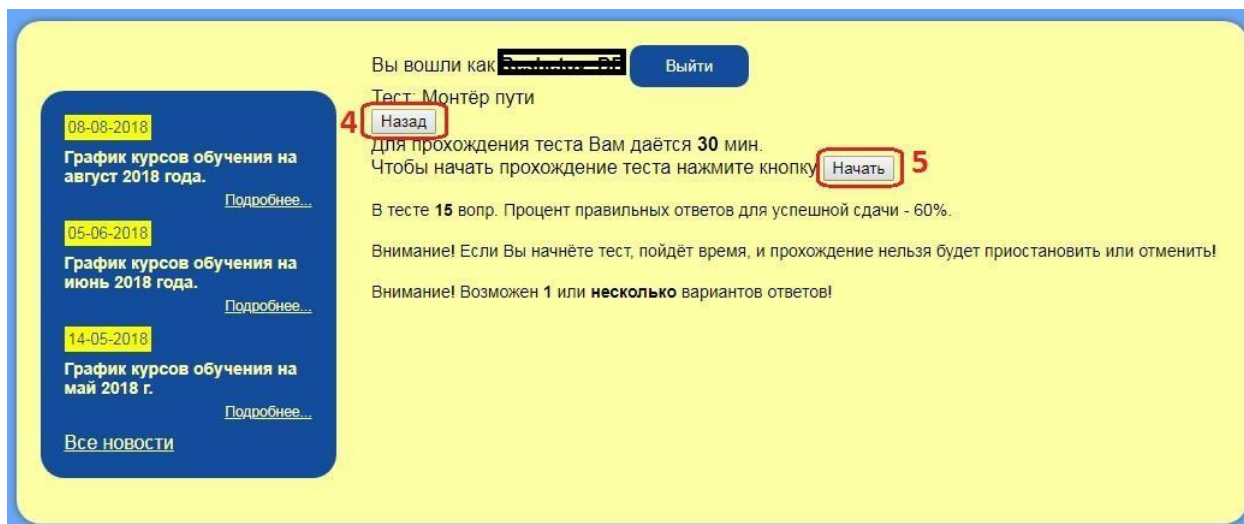 Вы вошли как
Выйти
Тест: Монтёр пути
4
Назад
Для прохождения теста Вам даётся 30 мин.
Чтобы начать прохождение теста нажмите кнопку Начать 5
В тесте 15 вопр. Процент правильных ответов для успешной сдачи - 60%.
Внимание! Если Вы начнёте тест, пойдёт время, и прохождение нельзя будет приостановить или отменить!
Внимание! Возможен 1 или несколько вариантов ответов!
08-08-2018
График курсов обучения на
август 2018 года.
Подробнее...
05-06-2018
График курсов обучения на
июнь 2018 года.
Подробнее...
14-05-2018
График курсов обучения на
май 2018 г.
Подробнее...
Все новости